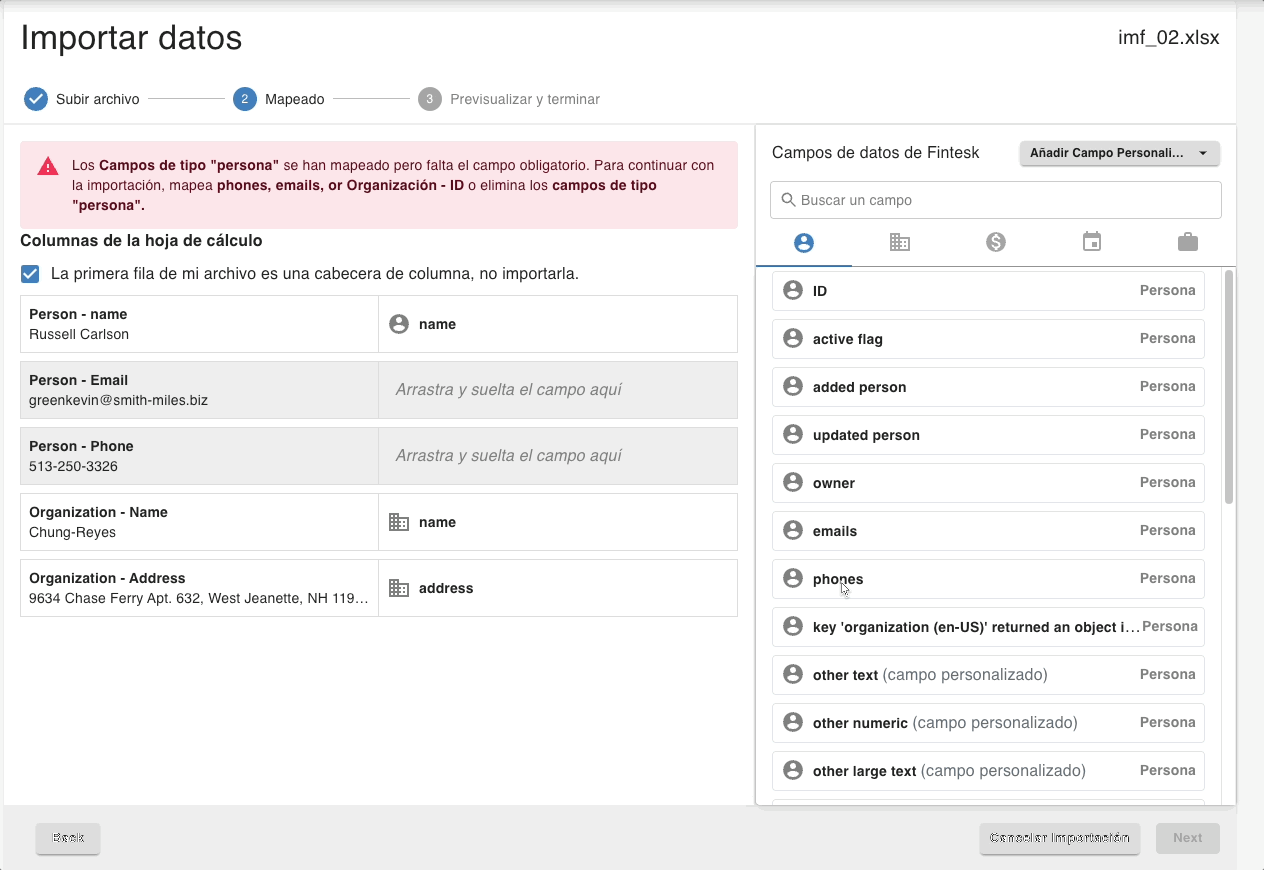 Importar datos
imf_02.xlsx
Subir archivo
2
Mapeado
3
Previsualizar y terminar
Los Campos de tipo "persona" se han mapeado pero falta el campo obligatorio. Para continuar con
la importación, mapea phones, emails, or Organización - ID o elimina los campos de tipo
"persona".
Columnas de la hoja de cálculo
La primera fila de mi archivo es una cabecera de columna, no importarla.
Person - name
Russell Carlson
name
Person - Email
greenkevin@smith-miles.biz
Arrastra y suelta el campo aquí
Person - Phone
513-250-3326
Arrastra y suelta el campo aquí
Organization - Name
Chung-Reyes
name
Organization - Address
9634 Chase Ferry Apt. 632, West Jeanette, NH 119...
address
Campos de datos de Fintesk
Añadir Campo Personali...
Buscar un campo
ID Persona
active flag Persona
added person Persona
updated person Persona
owner Persona
emails Persona
phones Persona
key 'organization (en-US)' returned an object i... Persona
other text (campo personalizado) Persona
other numeric (campo personalizado) Persona
other large text (campo personalizado) Persona
Back
Cancelar Importación
Next